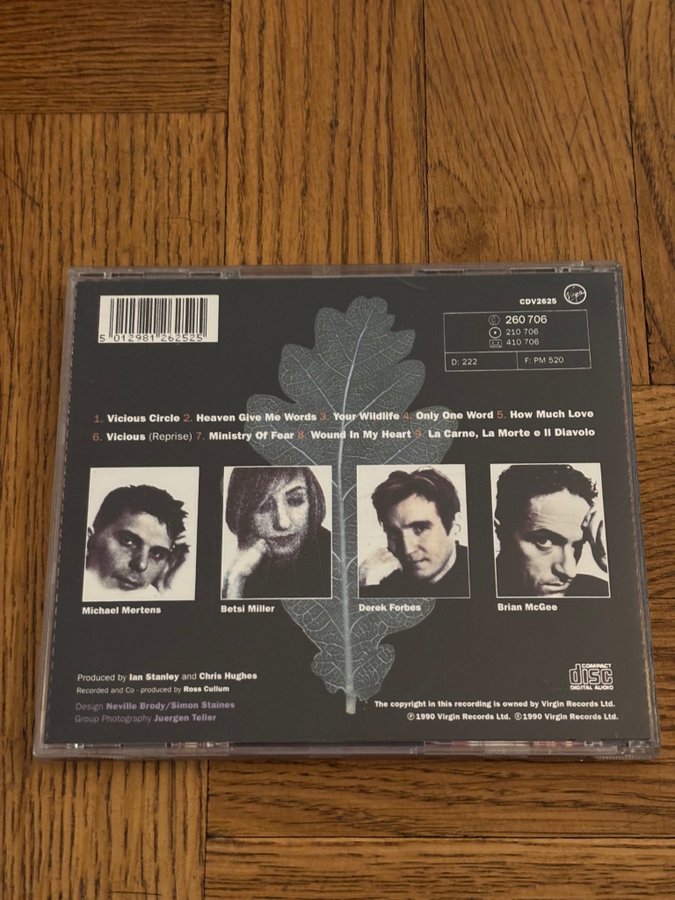 CDV2625
Virgin
5 012981 262525
260 706
210 706
410 706
D: 222
F: PM 520
1. Vicious Circle 2. Heaven Give Me Words 3. Your Wildlife 4. Only One Word 5. How Much Love
6. Vicious (Reprise) 7. Ministry Of Fear 8. Wound In My Heart 9. La Carne, La Morte e Il Diavolo
Michael Mertens
Betsi Miller
Derek Forbes
Brian McGee
Produced by Ian Stanley and Chris Hughes
Recorded and Co - produced by Ross Cullum
Design Neville Brody/Simon Staines
Group Photography Juergen Teller
COMPACT
disc
DIGITAL AUDIO
The copyright in this recording is owned by Virgin Records Ltd.
℗1990 Virgin Records Ltd. ©1990 Virgin Records Ltd.